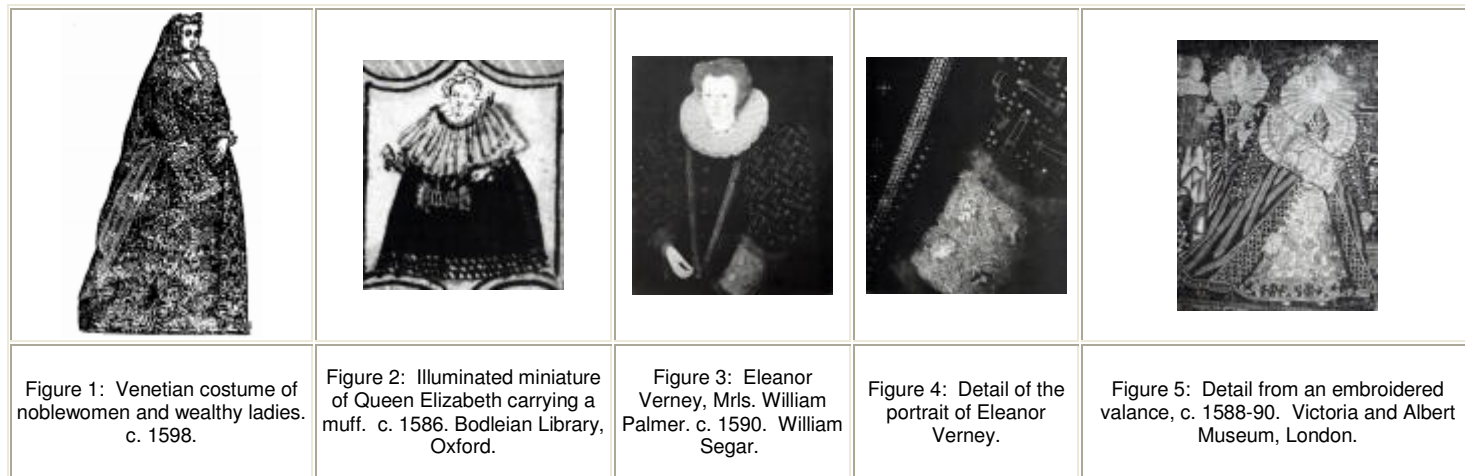 Figure 1: Venetian costume of
noblewomen and wealthy ladies.
c. 1598.
Figure 2: Illuminated miniature
of Queen Elizabeth carrying a
muff. c. 1586. Bodleian Library,
Oxford.
Figure 3: Eleanor
Verney, Mrls. William
Palmer. c. 1590. William
Segar.
Figure 4: Detail of the
portrait of Eleanor
Verney.
Figure 5: Detail from an embroidered
valance, c. 1588-90. Victoria and Albert
Museum, London.